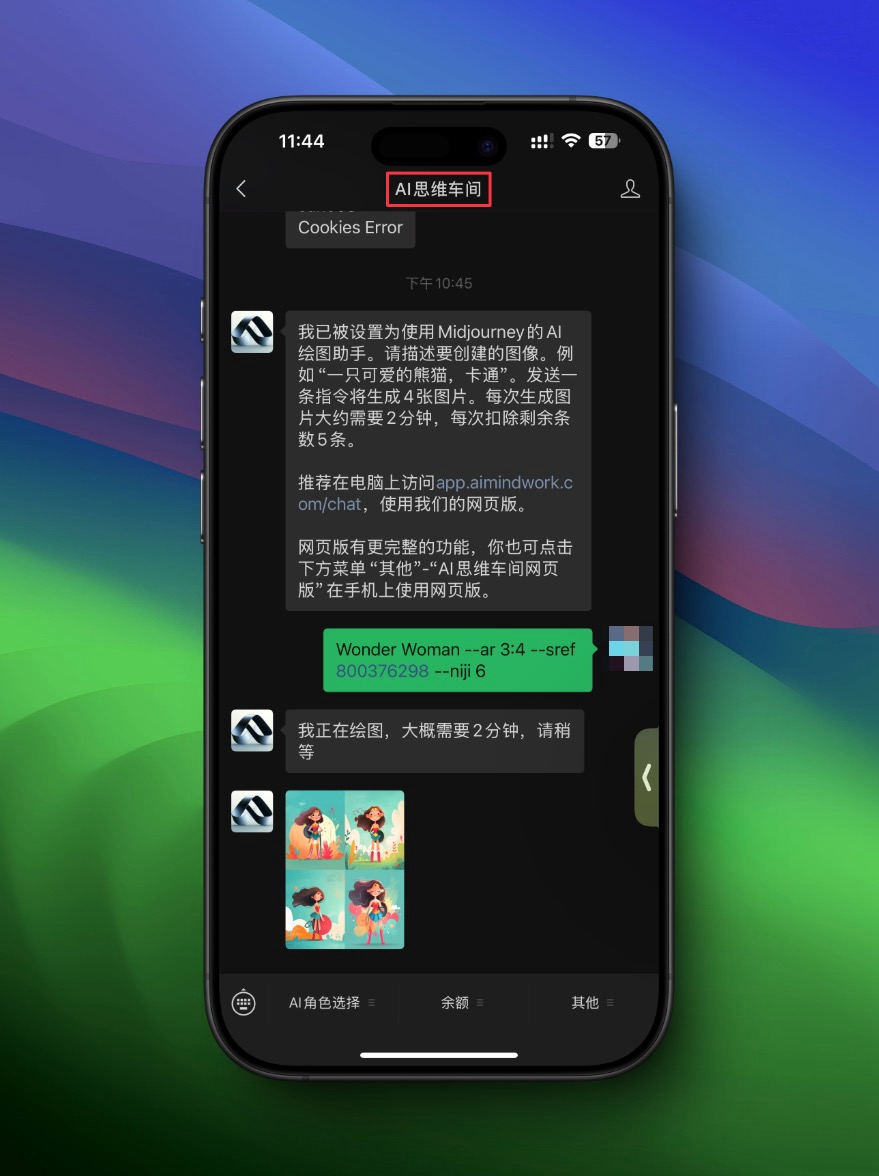 11:44
57
AI思维车间
Cookies Error
下午10:45
我已被设置为使用Midjourney的AI
绘图助手。请描述要创建的图像。例
如“一只可爱的熊猫，卡通”。发送一
条指令将生成4张图片。每次生成图
片大约需要2分钟，每次扣除剩余条
数5条。
推荐在电脑上访问app.aimindwork.c
om/chat，使用我们的网页版。
网页版有更完整的功能，你也可点击
下方菜单“其他”-“AI思维车间网页
版”在手机上使用网页版。
Wonder Woman --ar 3:4 --sref
800376298 --niji 6
我正在绘图，大概需要2分钟，请稍
等
AI角色选择
余额
其他